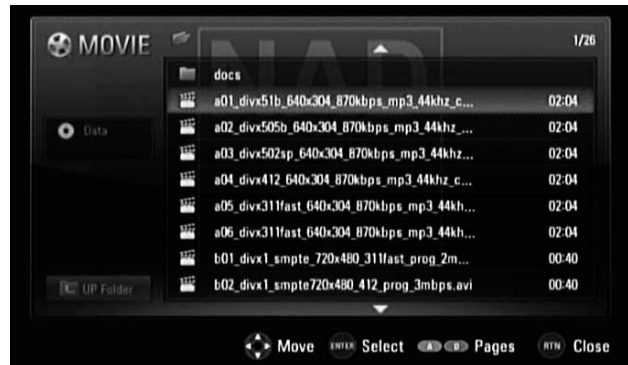 MOVIE
1/26
NAD
docs
a01_divx51b_640x304_870kbps_mp3_44khz_c... 02:04
a02_divx505b_640x304_870kbps_mp3_44khz_... 02:04
Data
a03_divx502sp_640x304_870kbps_mp3_44khz... 02:04
a04_divx412_640x304_870kbps_mp3_44khz_c... 02:04
a05_divx311fast_640x304_870kbps_mp3_44kh... 02:04
a06_divx311fast_640x304_870kbps_mp3_44kh... 02:04
b01_divx1_smpte_720x480_311fast_prog_2m... 00:40
UP Folder
b02_divx1_smpte720x480_412_prog_3mbps.avi 00:40
Move ENTER Select A D Pages RTN Close